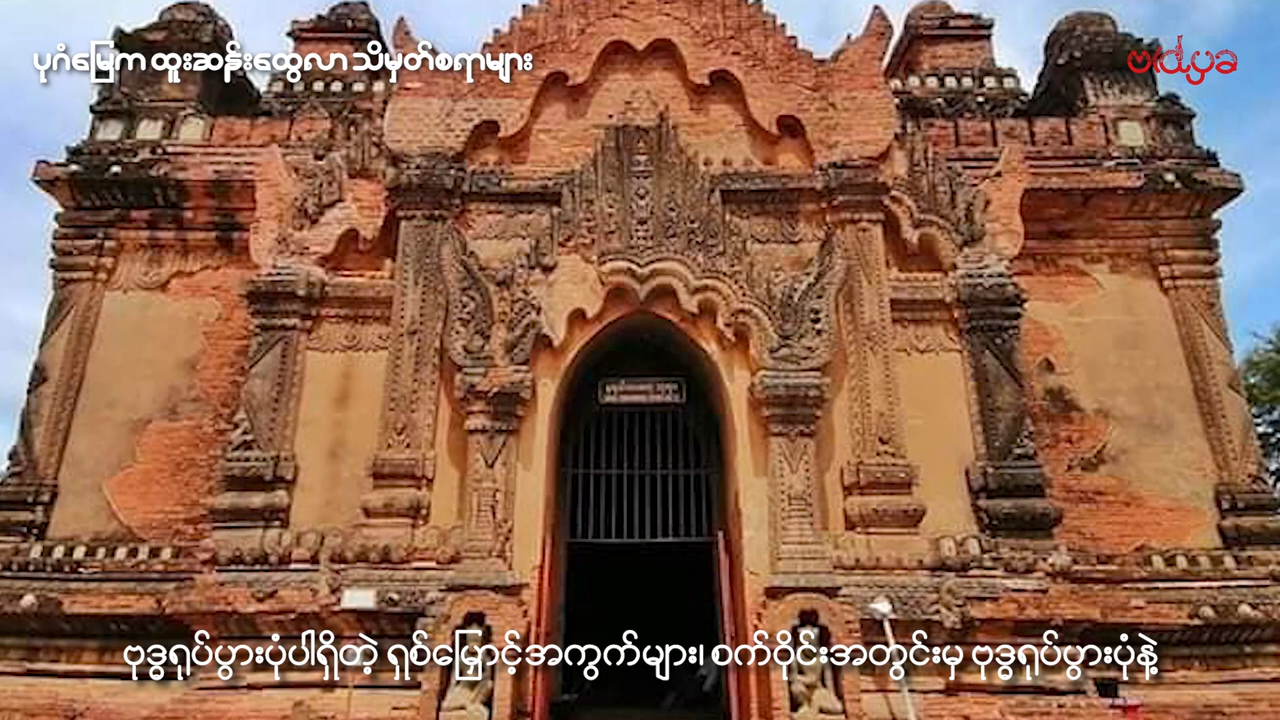 ပုဂံမြေက ထူးဆန်းထွေလာ သိမှတ်စရာများ
vidya
ဗုဒ္ဓရုပ်ပွားပုံပါရှိတဲ့ ရှစ်မြှောင့်အကွက်များ၊ စက်ဝိုင်းအတွင်းမှ ဗုဒ္ဓရုပ်ပွားပုံနဲ့